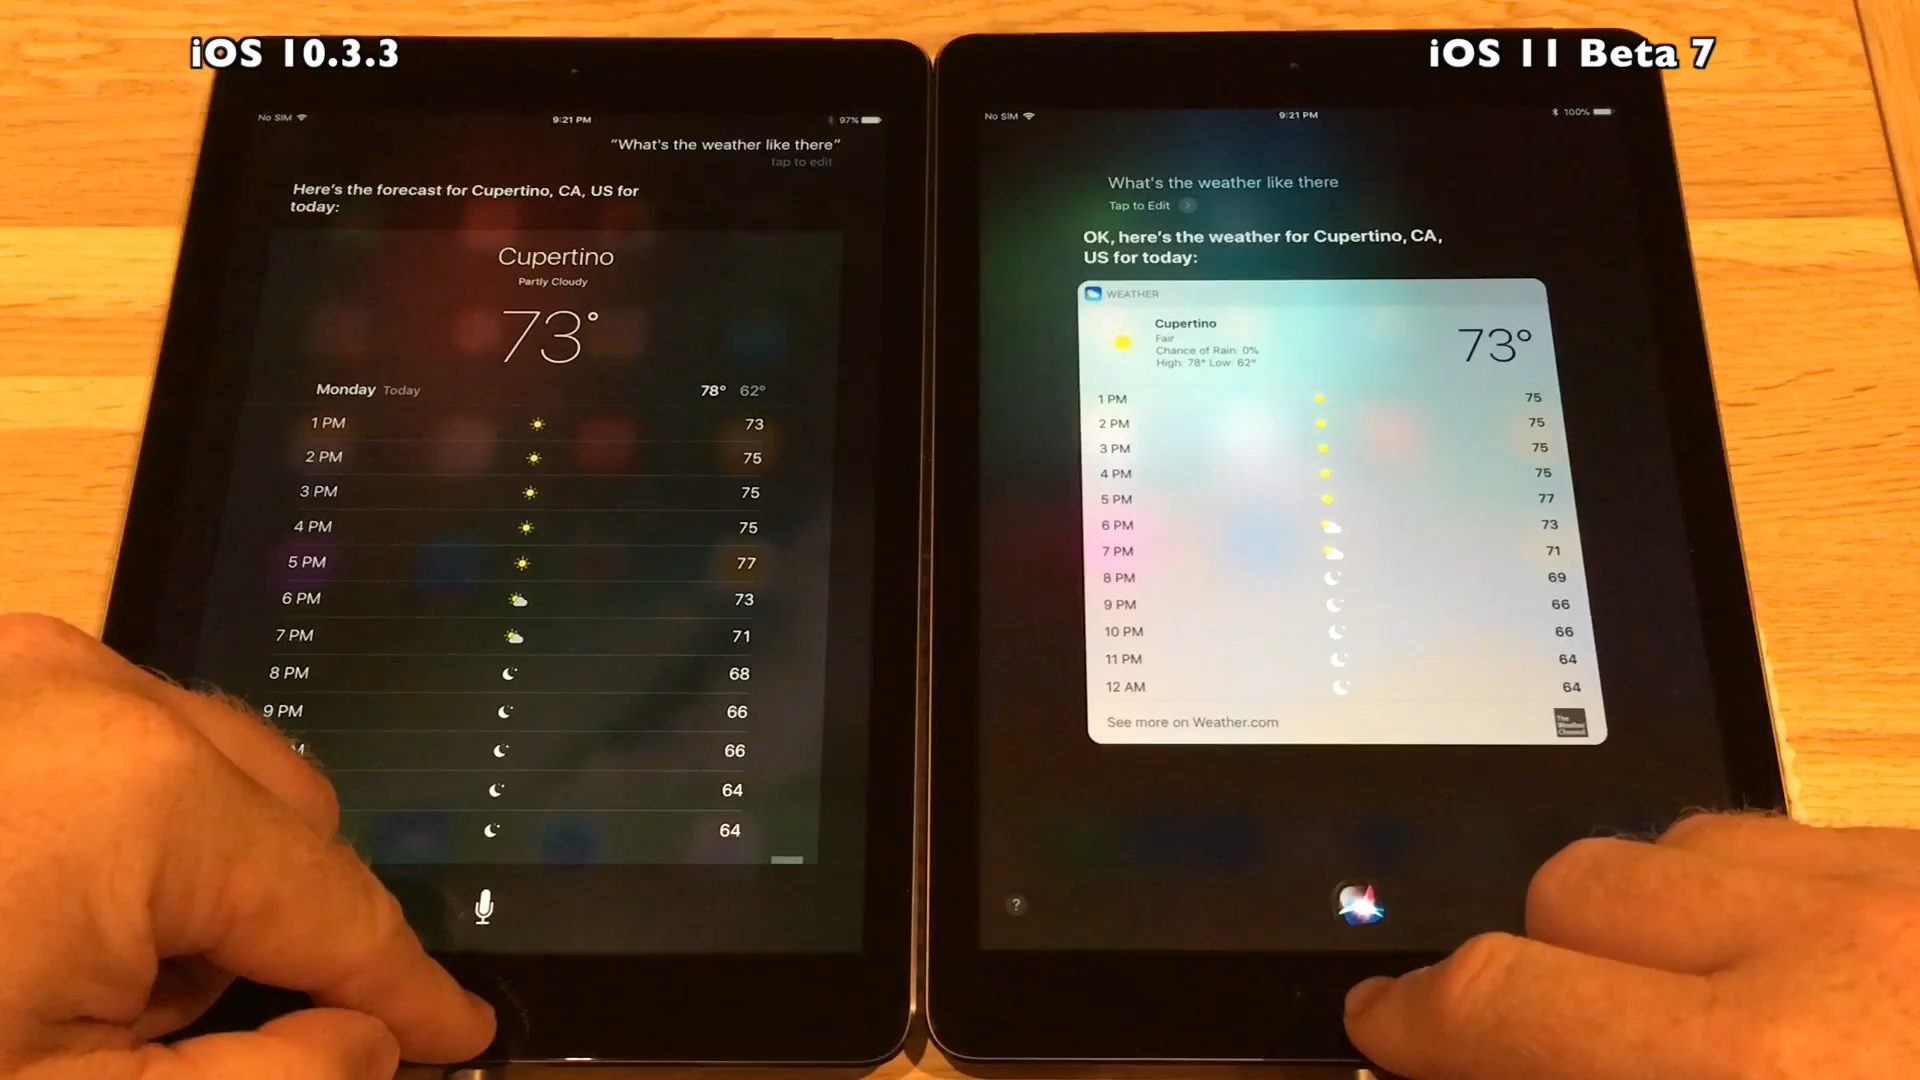 iOS 10.3.3
No SIM
9:21 PM
97%
"What's the weather like there"
tap to edit
Here's the forecast for Cupertino, CA, US for
today:
Cupertino
Partly Cloudy
73°
Monday Today 78° 62°
1 PM 73
2 PM 75
3 PM 75
4 PM 75
5 PM 77
6 PM 73
7 PM 71
8 PM 68
9 PM 66
M 66
64
64
iOS 11 Beta 7
No SIM
9:21 PM
100%
What's the weather like there
Tap to Edit
OK, here's the weather for Cupertino, CA,
US for today:
WEATHER
Cupertino
Fair
Chance of Rain: 0%
High: 78° Low: 62°
73°
1 PM 75
2 PM 75
3 PM 75
4 PM 75
5 PM 77
6 PM 73
7 PM 71
8 PM 69
9 PM 66
10 PM 66
11 PM 64
12 AM 64
See more on Weather.com
The
Weather
Channel
?